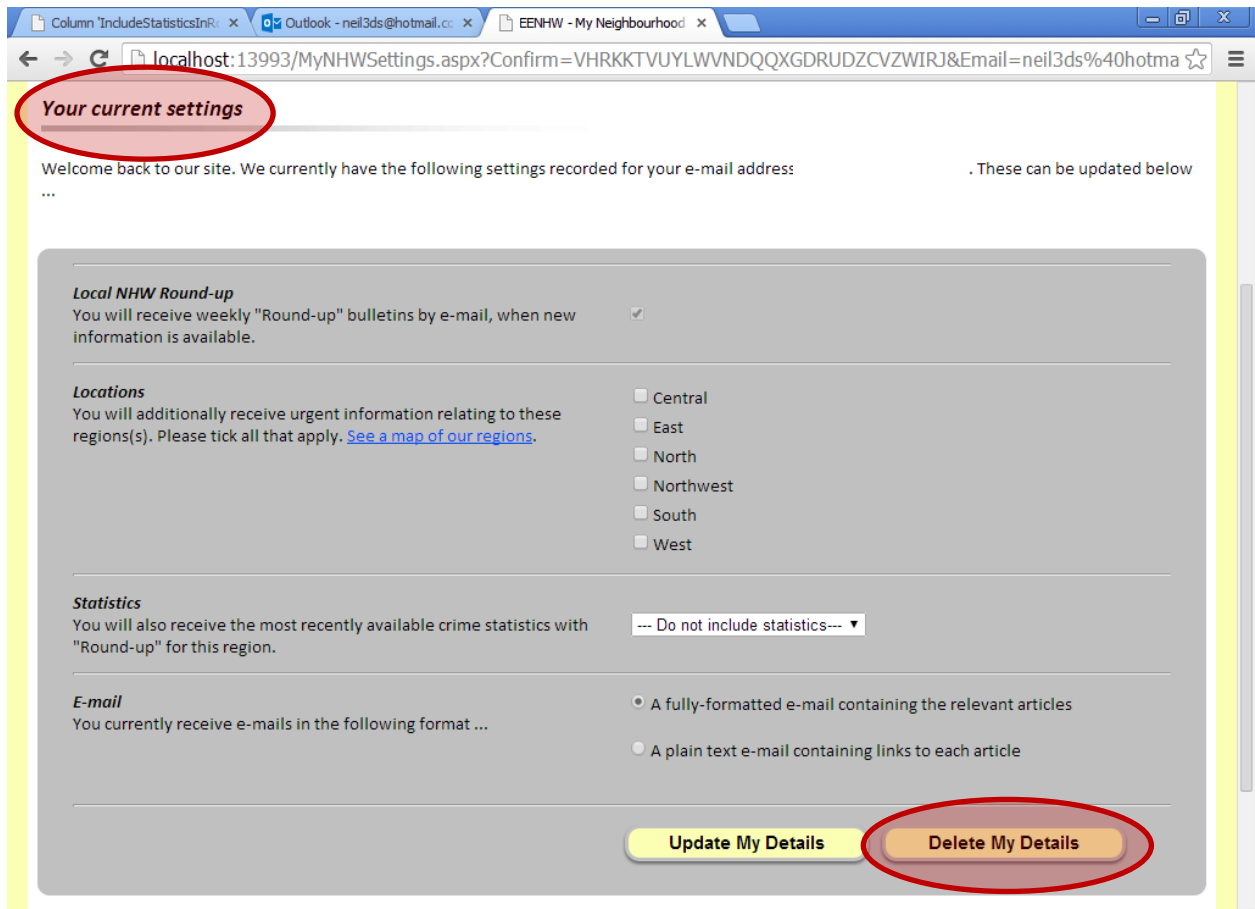 Column 'IncludeStatisticsInRo
Outlook - neil3ds@hotmail.co
EENHW - My Neighbourhood
localhost:13993/MyNHWSettings.aspx?Confirm=VHRKKTVUYLWVNDQQXGDRUDZCVZWIRJ&Email=neil3ds%40hotma
Your current settings
Welcome back to our site. We currently have the following settings recorded for your e-mail address . These can be updated below
...
Local NHW Round-up
You will receive weekly "Round-up" bulletins by e-mail, when new
information is available.
Locations
You will additionally receive urgent information relating to these
regions(s). Please tick all that apply. See a map of our regions.
Central
East
North
Northwest
South
West
Statistics
You will also receive the most recently available crime statistics with
"Round-up" for this region.
--- Do not include statistics---
E-mail
You currently receive e-mails in the following format ...
A fully-formatted e-mail containing the relevant articles
A plain text e-mail containing links to each article
Update My Details
Delete My Details